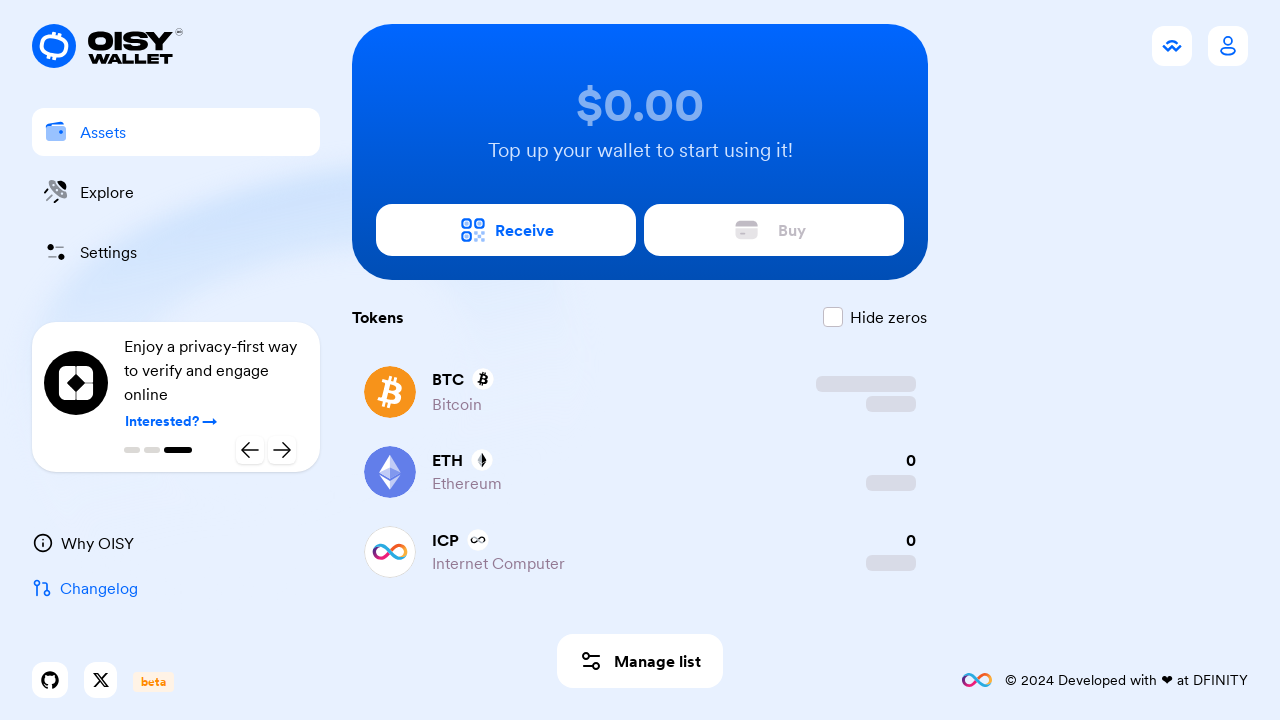 OISY
WALLET
Assets
Explore
Settings
Enjoy a privacy-first way
to verify and engage
online
Interested?
Why OISY
Changelog
beta
$0.00
Top up your wallet to start using it!
Receive
Buy
Tokens
Hide zeros
BTC
Bitcoin
ETH
0
Ethereum
ICP
0
Internet Computer
Manage list
© 2024 Developed with ❤ at DFINITY